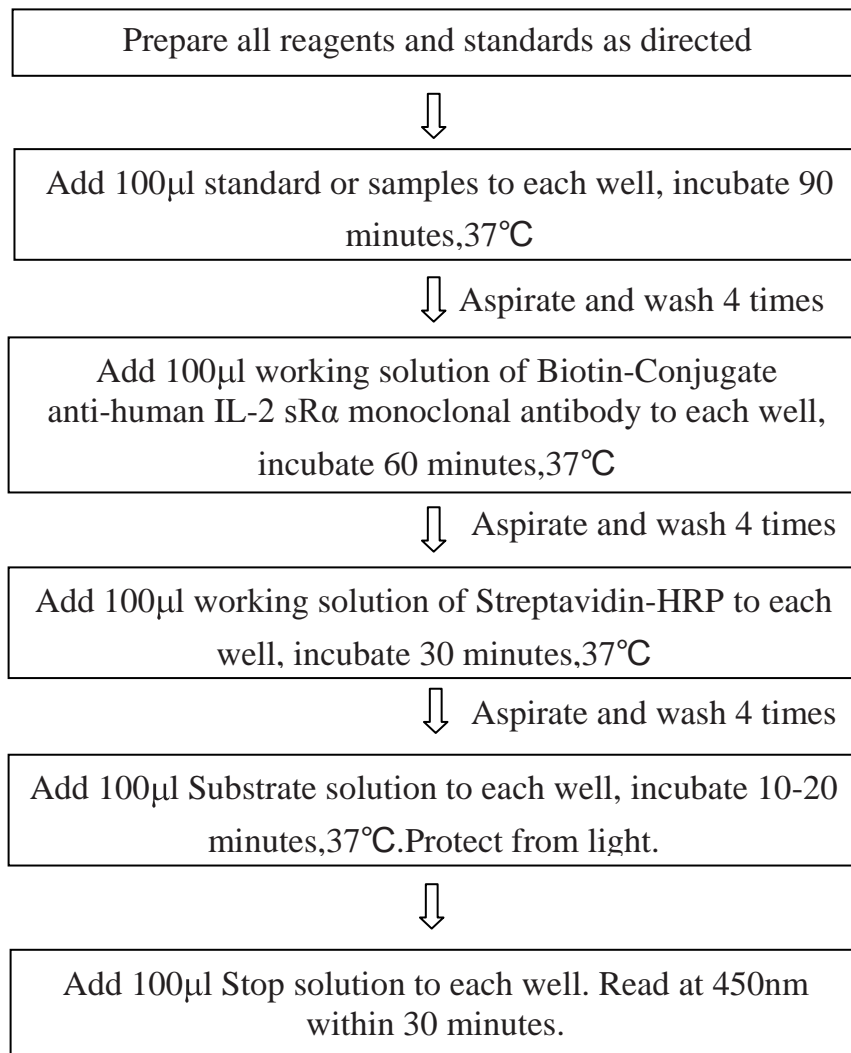 Prepare all reagents and standards as directed
Add 100μl standard or samples to each well, incubate 90
minutes,37℃
Aspirate and wash 4 times
Add 100μl working solution of Biotin-Conjugate
anti-human IL-2 sRα monoclonal antibody to each well,
incubate 60 minutes,37℃
Aspirate and wash 4 times
Add 100μl working solution of Streptavidin-HRP to each
well, incubate 30 minutes,37℃
Aspirate and wash 4 times
Add 100μl Substrate solution to each well, incubate 10-20
minutes,37℃.Protect from light.
Add 100μl Stop solution to each well. Read at 450nm
within 30 minutes.